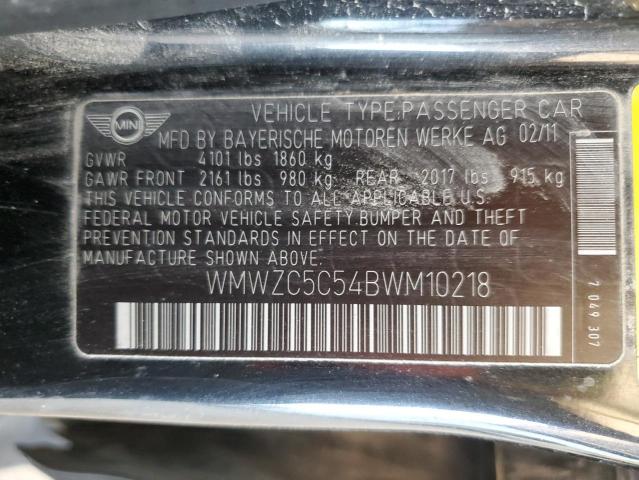 MINI
VEHICLE TYPE:PASSENGER CAR
MFD BY BAYERISCHE MOTOREN WERKE AG 02/11
GVWR 4101 lbs 1860 kg
GAWR FRONT 2161 lbs 980 kg REAR 2017 lbs 915 kg
THIS VEHICLE CONFORMS TO ALL APPLICABLE U.S.
FEDERAL MOTOR VEHICLE SAFETY,BUMPER AND THEFT
PREVENTION STANDARDS IN EFFECT ON THE DATE OF
MANUFACTURE SHOWN ABOVE:
WMWZC5C54BWM10218
7 049 307